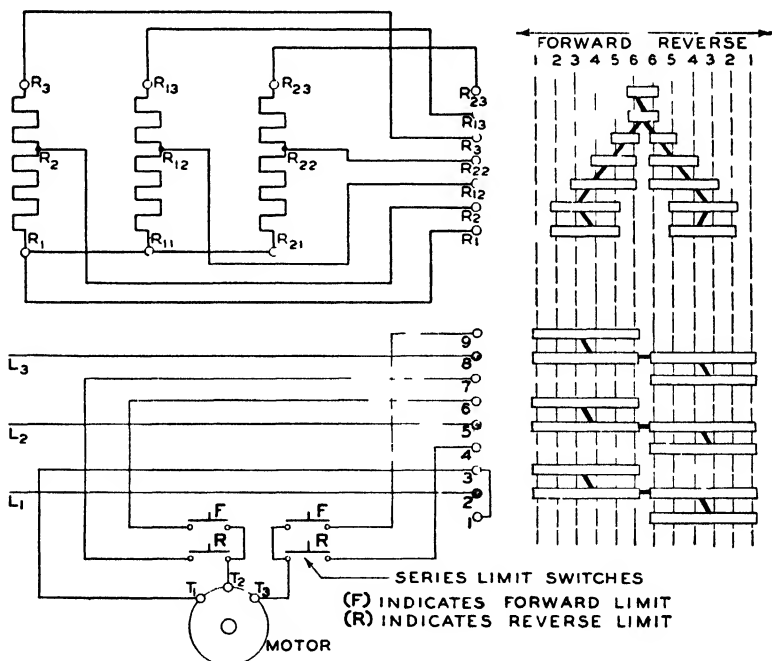 FORWARD REVERSE
1 2 3 4 5 6 6 5 4 3 2 1
R3 R13 R23
R23
R13
R3
R2 R12 R22
R22
R12
R2
R1 R11 R21
R1
9
L3 8
7
6
L2 5
4
3
L1 2
1
F F
R R
T1 T2 T3
SERIES LIMIT SWITCHES
(F) INDICATES FORWARD LIMIT
(R) INDICATES REVERSE LIMIT
MOTOR